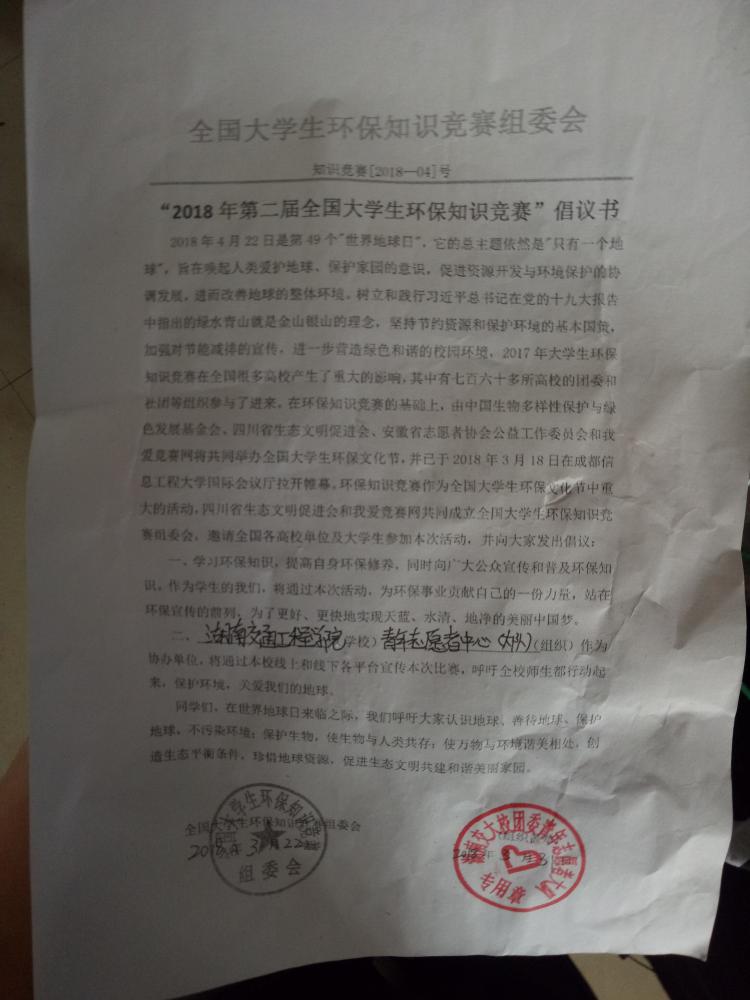 全国大学生环保知识竞赛组委会
知识竞赛[2018—04]号
“2018 年第二届全国大学生环保知识竞赛”倡议书
2018 年 4 月 22 日是第 49 个"世界地球日"，它的总主题依然是"只有一个地
球"，旨在唤起人类爱护地球、保护家园的意识，促进资源开发与环境保护的协
调发展，进而改善地球的整体环境。树立和践行习近平总书记在党的十九大报告
中指出的绿水青山就是金山银山的理念，坚持节约资源和保护环境的基本国策，
加强对节能减排的宣传，进一步营造绿色和谐的校园环境，2017 年大学生环保
知识竞赛在全国很多高校产生了重大的影响，其中有七百六十多所高校的团委和
社团等组织参与了进来。在环保知识竞赛的基础上，由中国生物多样性保护与绿
色发展基金会、四川省生态文明促进会、安徽省志愿者协会公益工作委员会和我
爱竞赛网将共同举办全国大学生环保文化节，并已于 2018 年 3 月 18 日在成都信
息工程大学国际会议厅拉开帷幕。环保知识竞赛作为全国大学生环保文化节中重
大的活动，四川省生态文明促进会和我爱竞赛网共同成立全国大学生环保知识竞
赛组委会，邀请全国各高校单位及大学生参加本次活动，并向大家发出倡议：
一、学习环保知识，提高自身环保修养，同时向广大公众宣传和普及环保知
识，作为学生的我们，将通过本次活动，为环保事业贡献自己的一份力量，站在
环保宣传的前列，为了更好、更快地实现天蓝、水清、地净的美丽中国梦。
二、湖南交通工程学院(学校) 青年志愿者中心 (组织) 作为
协办单位，将通过本校线上和线下各平台宣传本次比赛，呼吁全校师生都行动起
来，保护环境，关爱我们的地球。
同学们，在世界地球日来临之际，我们呼吁大家认识地球、善待地球、保护
地球，不污染环境；保护生物，使生物与人类共存；使万物与环境谐美相处，创
造生态平衡条件，珍惜地球资源，促进生态文明共建和谐美丽家园。
全国大学生环保知识竞赛组委会
2018年 3月 22日
组委会
专用章